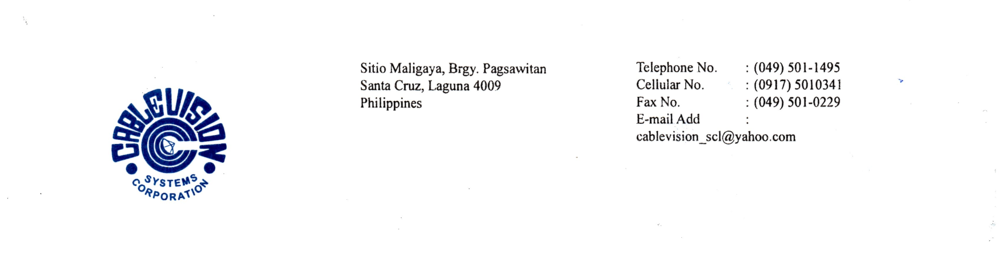 CABLEVISION
SYSTEMS
CORPORATION
Sitio Maligaya, Brgy. Pagsawitan
Santa Cruz, Laguna 4009
Philippines
Telephone No. : (049) 501-1495
Cellular No. : (0917) 5010341
Fax No. : (049) 501-0229
E-mail Add :
cablevision_scl@yahoo.com